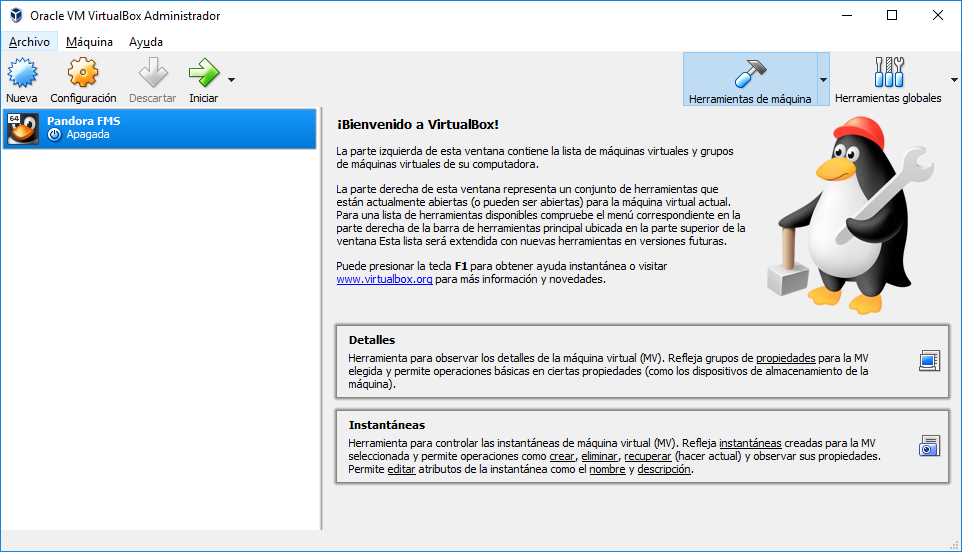 Oracle VM VirtualBox Administrador
Archivo Máquina Ayuda
Nueva Configuración Descartar Iniciar Herramientas de máquina Herramientas globales
64
Pandora FMS
Apagada
¡Bienvenido a VirtualBox!
La parte izquierda de esta ventana contiene la lista de máquinas virtuales y grupos
de máquinas virtuales de su computadora.
La parte derecha de esta ventana representa un conjunto de herramientas que
están actualmente abiertas (o pueden ser abiertas) para la máquina virtual actual.
Para una lista de herramientas disponibles compruebe el menú correspondiente en la
parte derecha de la barra de herramientas principal ubicada en la parte superior de la
ventana Esta lista será extendida con nuevas herramientas en versiones futuras.
Puede presionar la tecla F1 para obtener ayuda instantánea o visitar
www.virtualbox.org para más información y novedades.
Detalles
Herramienta para observar los detalles de la máquina virtual (MV). Refleja grupos de propiedades para la MV
elegida y permite operaciones básicas en ciertas propiedades (como los dispositivos de almacenamiento de la
máquina).
Instantáneas
Herramienta para controlar las instantáneas de máquina virtual (MV). Refleja instantáneas creadas para la MV
seleccionada y permite operaciones como crear, eliminar, recuperar (hacer actual) y observar sus propiedades.
Permite editar atributos de la instantánea como el nombre y descripción.